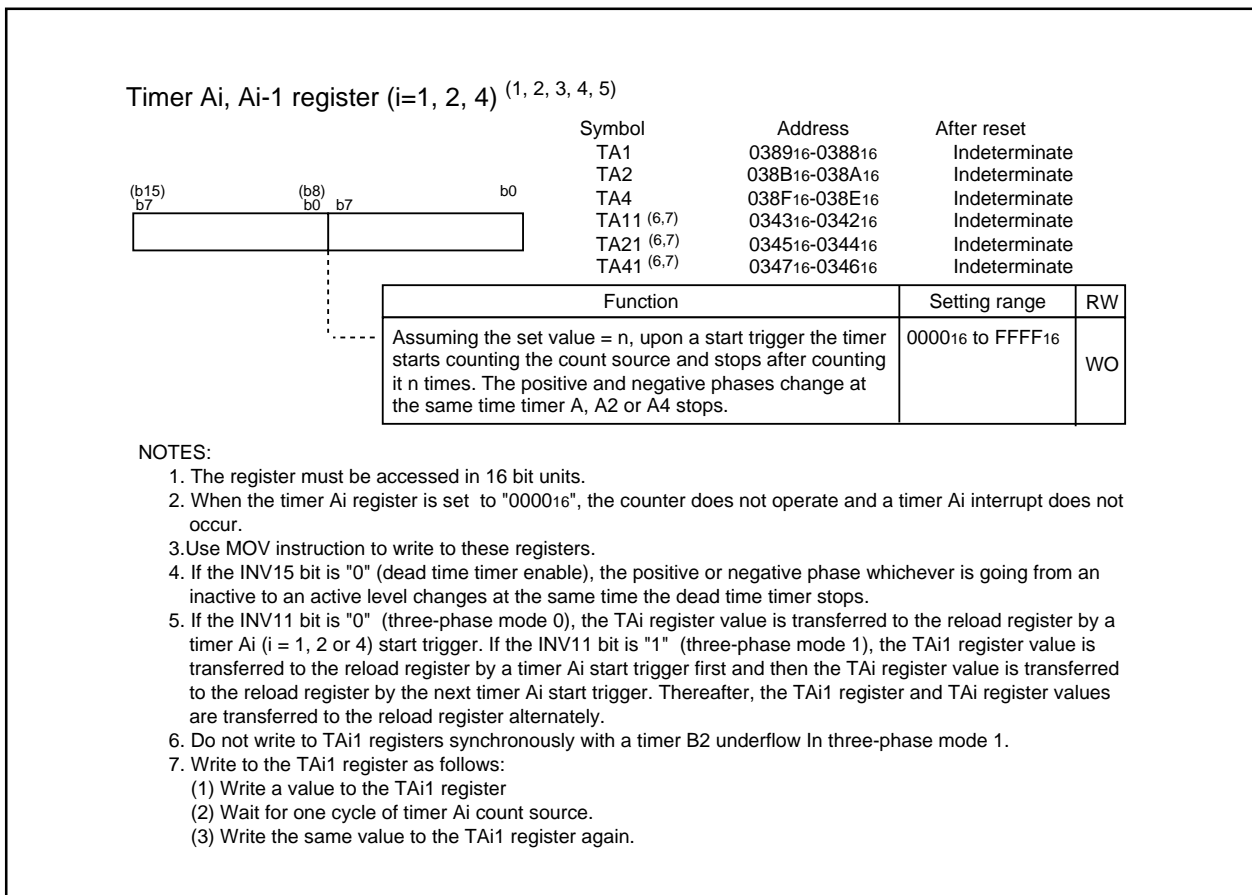 Timer Ai, Ai-1 register (i=1, 2, 4) (1, 2, 3, 4, 5)
Symbol Address After reset
TA1 038916-038816 Indeterminate
TA2 038B16-038A16 Indeterminate
TA4 038F16-038E16 Indeterminate
TA11 (6,7) 034316-034216 Indeterminate
TA21 (6,7) 034516-034416 Indeterminate
TA41 (6,7) 034716-034616 Indeterminate
(b15) (b8)
b7 b0 b7 b0
Function Setting range RW
Assuming the set value = n, upon a start trigger the timer 000016 to FFFF16
starts counting the count source and stops after counting
it n times. The positive and negative phases change at WO
the same time timer A, A2 or A4 stops.
NOTES:
1. The register must be accessed in 16 bit units.
2. When the timer Ai register is set to "000016", the counter does not operate and a timer Ai interrupt does not
occur.
3.Use MOV instruction to write to these registers.
4. If the INV15 bit is "0" (dead time timer enable), the positive or negative phase whichever is going from an
inactive to an active level changes at the same time the dead time timer stops.
5. If the INV11 bit is "0" (three-phase mode 0), the TAi register value is transferred to the reload register by a
timer Ai (i = 1, 2 or 4) start trigger. If the INV11 bit is "1" (three-phase mode 1), the TAi1 register value is
transferred to the reload register by a timer Ai start trigger first and then the TAi register value is transferred
to the reload register by the next timer Ai start trigger. Thereafter, the TAi1 register and TAi register values
are transferred to the reload register alternately.
6. Do not write to TAi1 registers synchronously with a timer B2 underflow In three-phase mode 1.
7. Write to the TAi1 register as follows:
(1) Write a value to the TAi1 register
(2) Wait for one cycle of timer Ai count source.
(3) Write the same value to the TAi1 register again.